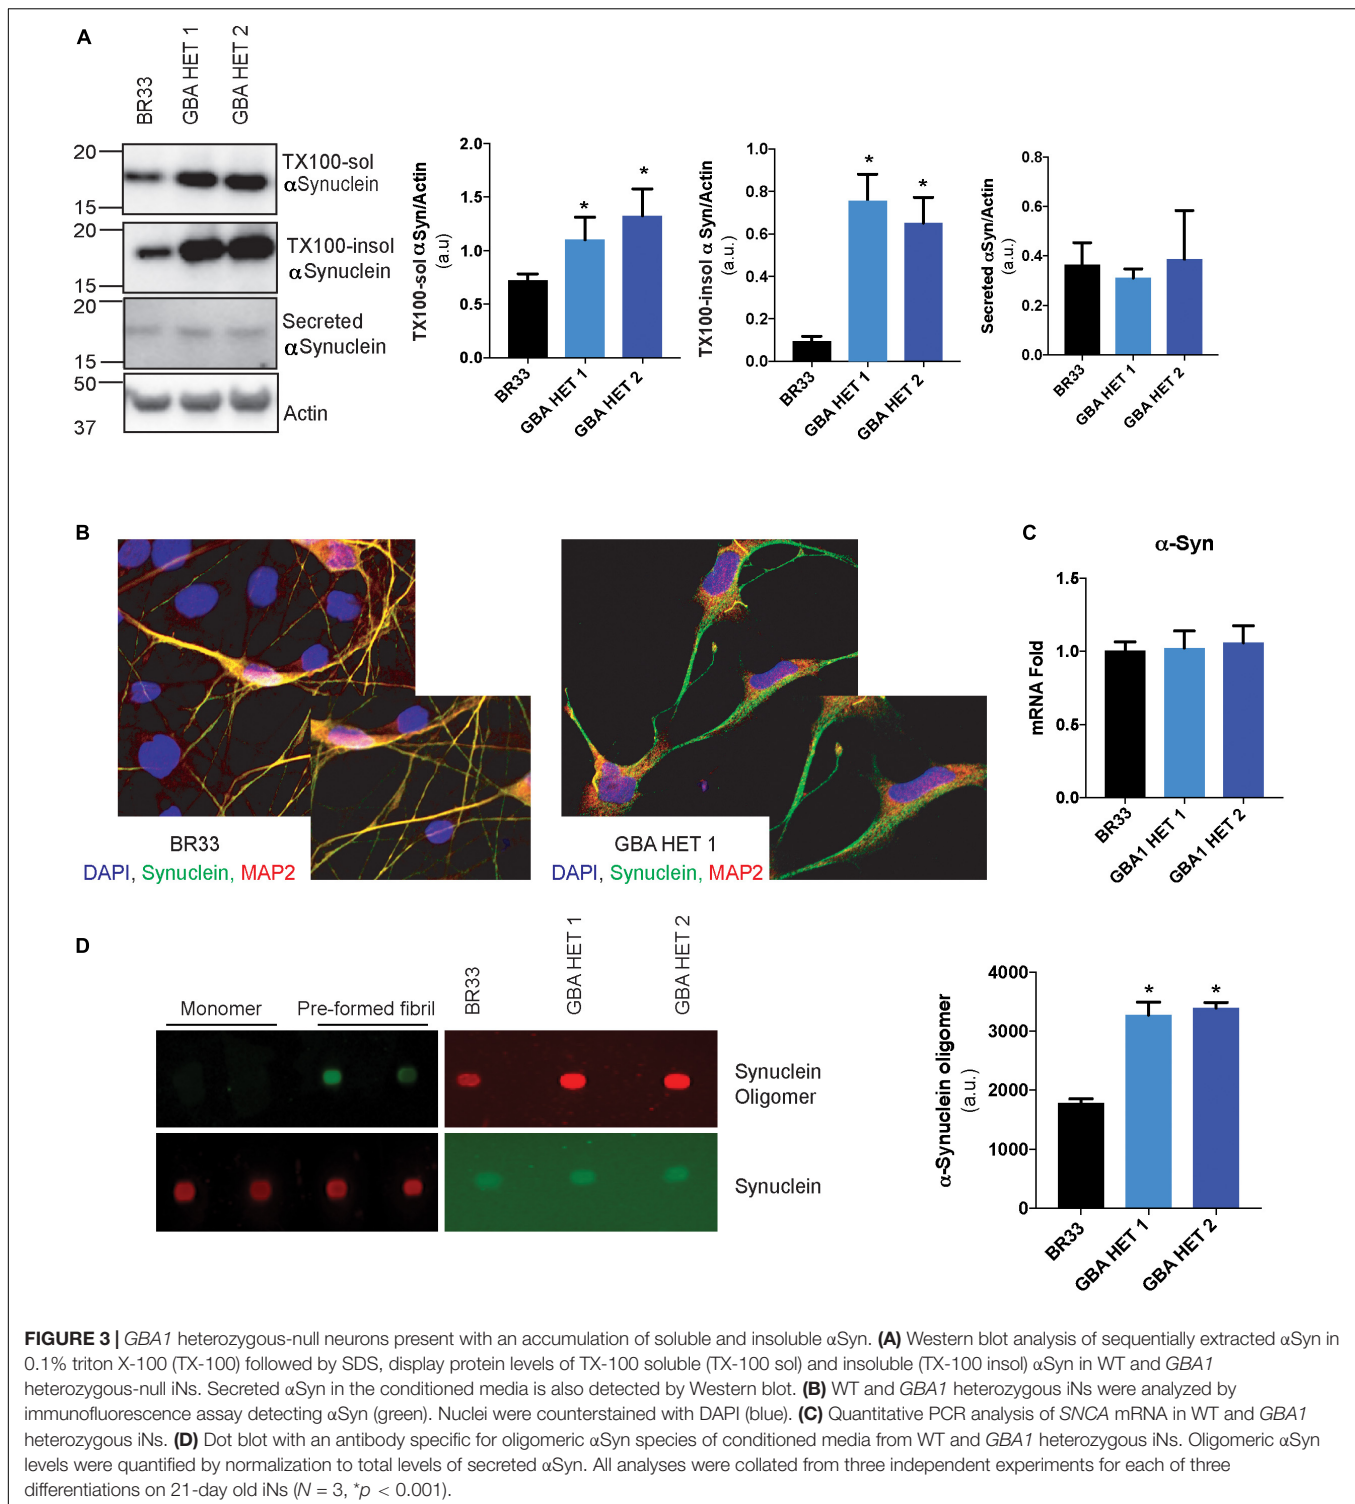 A
BR33
GBA HET 1
GBA HET 2
20
15
TX100-sol
αSynuclein
20
15
TX100-insol
αSynuclein
20
15
Secreted
αSynuclein
50
37
Actin
TX100-sol αSyn/Actin
(a.u)
2.0
1.5
1.0
0.5
0.0
*
*
BR33
GBA HET 1
GBA HET 2
TX100-insol α Syn/Actin
(a.u.)
1.0
0.8
0.6
0.4
0.2
0.0
*
*
BR33
GBA HET 1
GBA HET 2
Secreted αSyn/Actin
(a.u.)
0.8
0.6
0.4
0.2
0.0
BR33
GBA HET 1
GBA HET 2
B
BR33
DAPI, Synuclein, MAP2
GBA HET 1
DAPI, Synuclein, MAP2
C
α-Syn
mRNA Fold
1.5
1.0
0.5
0.0
BR33
GBA1 HET 1
GBA1 HET 2
D
Monomer
Pre-formed fibril
BR33
GBA HET 1
GBA HET 2
Synuclein
Oligomer
Synuclein
α-Synuclein oligomer
(a.u.)
4000
3000
2000
1000
0
*
*
BR33
GBA HET 1
GBA HET 2
FIGURE 3 | GBA1 heterozygous-null neurons present with an accumulation of soluble and insoluble αSyn. (A) Western blot analysis of sequentially extracted αSyn in
0.1% triton X-100 (TX-100) followed by SDS, display protein levels of TX-100 soluble (TX-100 sol) and insoluble (TX-100 insol) αSyn in WT and GBA1
heterozygous-null iNs. Secreted αSyn in the conditioned media is also detected by Western blot. (B) WT and GBA1 heterozygous iNs were analyzed by
immunofluorescence assay detecting αSyn (green). Nuclei were counterstained with DAPI (blue). (C) Quantitative PCR analysis of SNCA mRNA in WT and GBA1
heterozygous iNs. (D) Dot blot with an antibody specific for oligomeric αSyn species of conditioned media from WT and GBA1 heterozygous iNs. Oligomeric αSyn
levels were quantified by normalization to total levels of secreted αSyn. All analyses were collated from three independent experiments for each of three
differentiations on 21-day old iNs (N = 3, *p < 0.001).